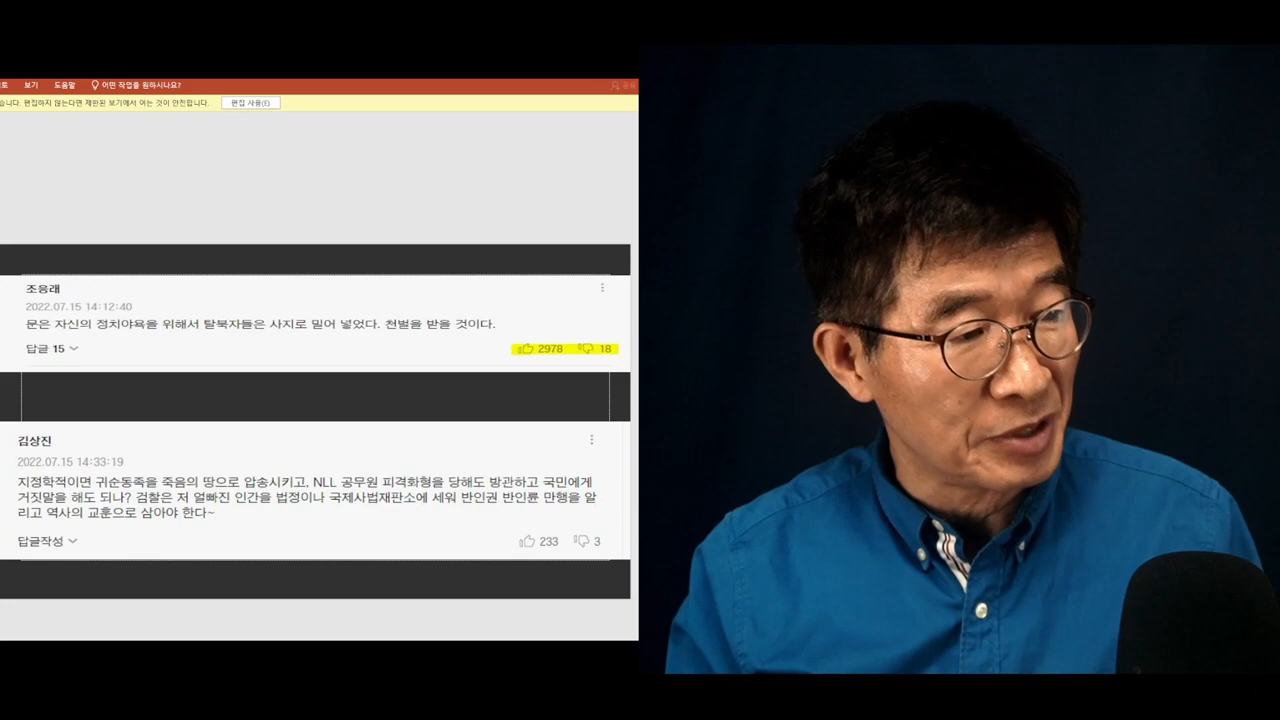 토 보기 도움말 어떤 작업을 원하시나요? 공유
습니다. 편집하지 않는다면 제한된 보기에서 여는 것이 안전합니다. 편집 사용(E)
조응래
2022.07.15 14:12:40
문은 자신의 정치야욕을 위해서 탈북자들은 사지로 밀어 넣었다. 천벌을 받을 것이다.
답글 15 2978 18
김상진
2022.07.15 14:33:19
지정학적이면 귀순동족을 죽음의 땅으로 압송시키고, NLL 공무원 피격화형을 당해도 방관하고 국민에게
거짓말을 해도 되냐? 검찰은 저 얼빠진 인간을 법정이나 국제사법재판소에 세워 반인권 반인륜 만행을 알
리고 역사의 교훈으로 삼아야 한다~
답글작성 233 3